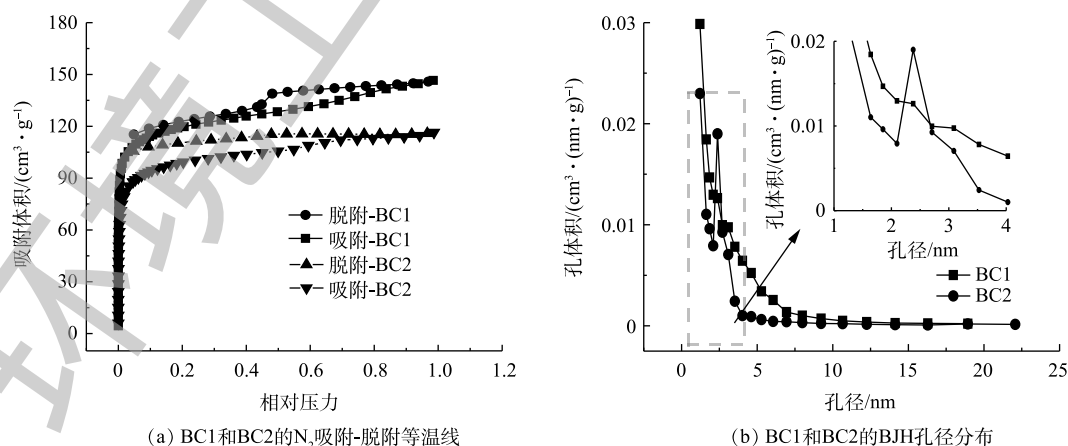 180
150
120
90
60
30
0
吸附体积/(cm³·g⁻¹)
脱附-BC1
吸附-BC1
脱附-BC2
吸附-BC2
0 0.2 0.4 0.6 0.8 1.0 1.2
相对压力
(a) BC1和BC2的N₂吸附-脱附等温线
0.03
0.02
0.01
0
孔体积/(cm³·(nm·g)⁻¹)
0.02
0.01
0
孔体积/(cm³·(nm·g)⁻¹)
1 2 3 4
孔径/nm
BC1
BC2
0 5 10 15 20 25
孔径/nm
(b) BC1和BC2的BJH孔径分布
环境工